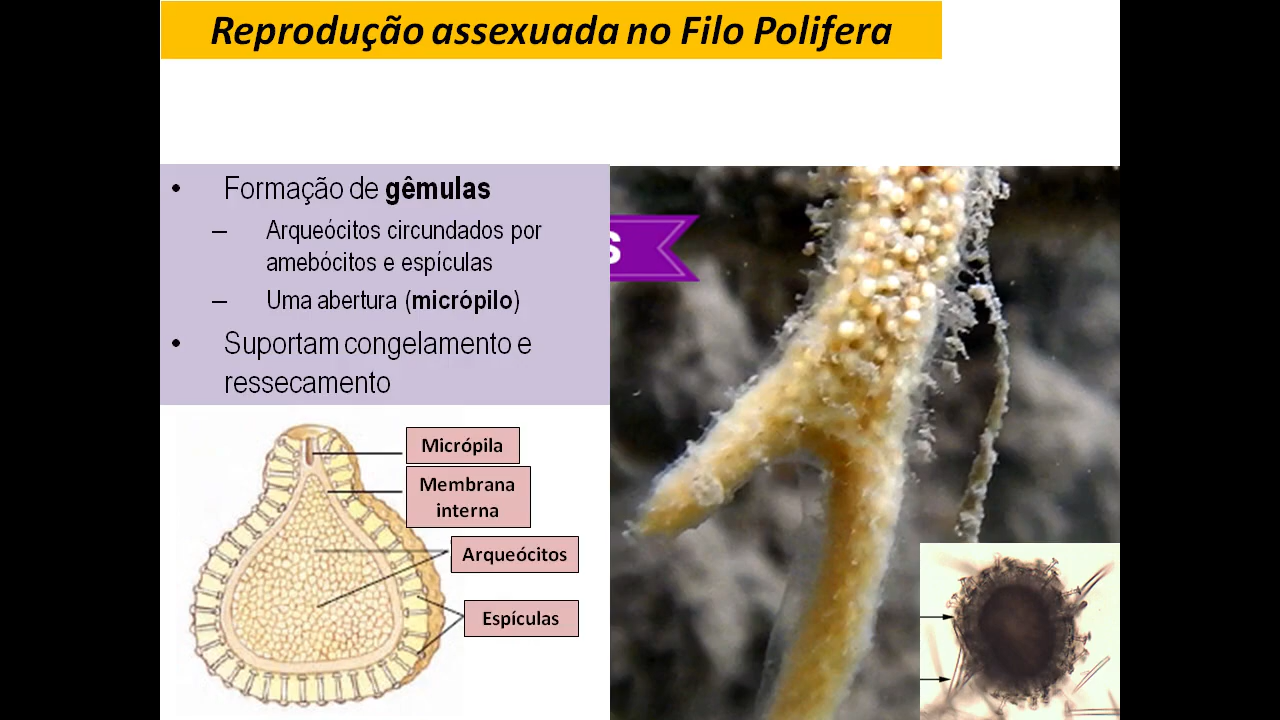 Reprodução assexuada no Filo Polifera
• Formação de gêmulas
– Arqueócitos circundados por
amebócitos e espículas
– Uma abertura (micrópilo)
• Suportam congelamento e
ressecamento
S
Micrópila
Membrana
interna
Arqueócitos
Espículas